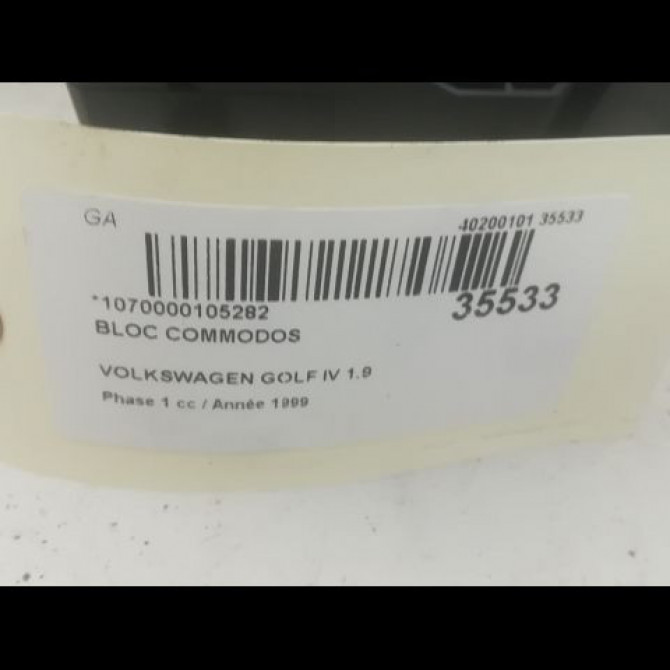 GA
40200101 35533
*1070000105282
35533
BLOC COMMODOS
VOLKSWAGEN GOLF IV 1.9
Phase 1 cc / Année 1999